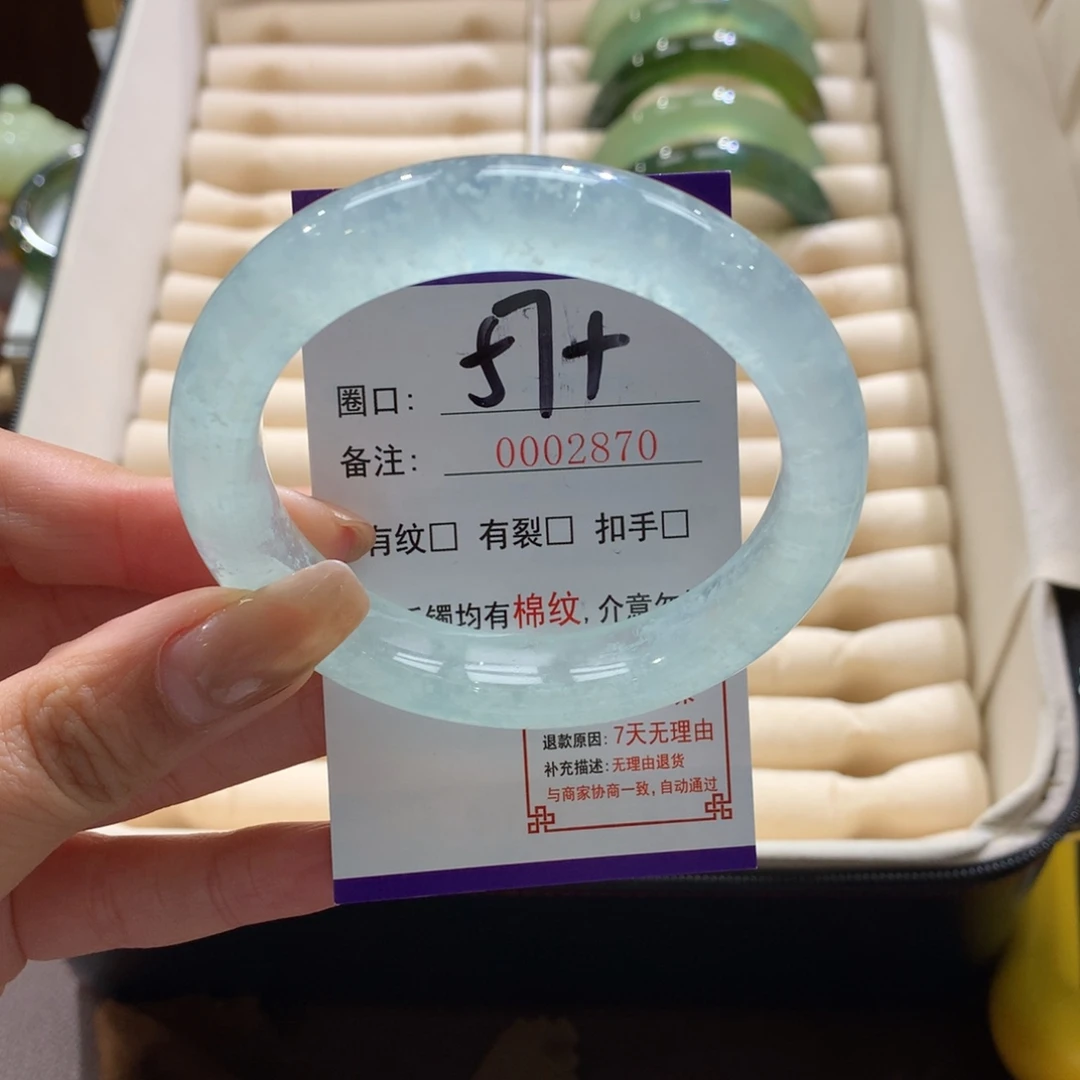 圈口: 57+
备注: 0002870
有纹□ 有裂□ 扣手□
镯均有棉纹, 介意勿
退款原因: 7天无理由
补充描述: 无理由退货
与商家协商一致, 自动通过